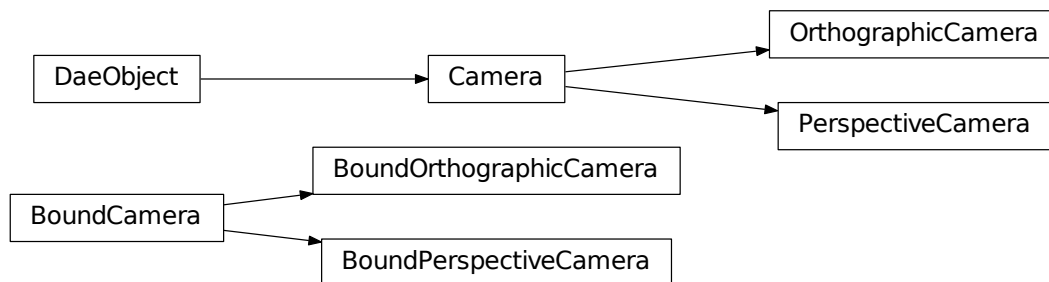 OrthographicCamera
DaeObject
Camera
PerspectiveCamera
BoundOrthographicCamera
BoundCamera
BoundPerspectiveCamera